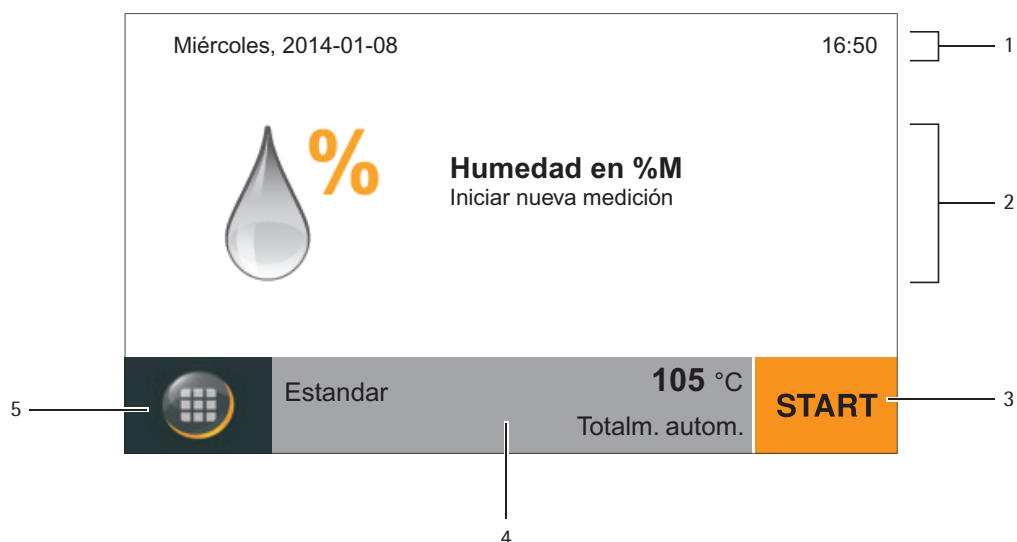 Miércoles, 2014-01-08 16:50 1
%
Humedad en %M
Iniciar nueva medición
2
Estandar 105 °C
Totalm. autom.
START 3
5
4